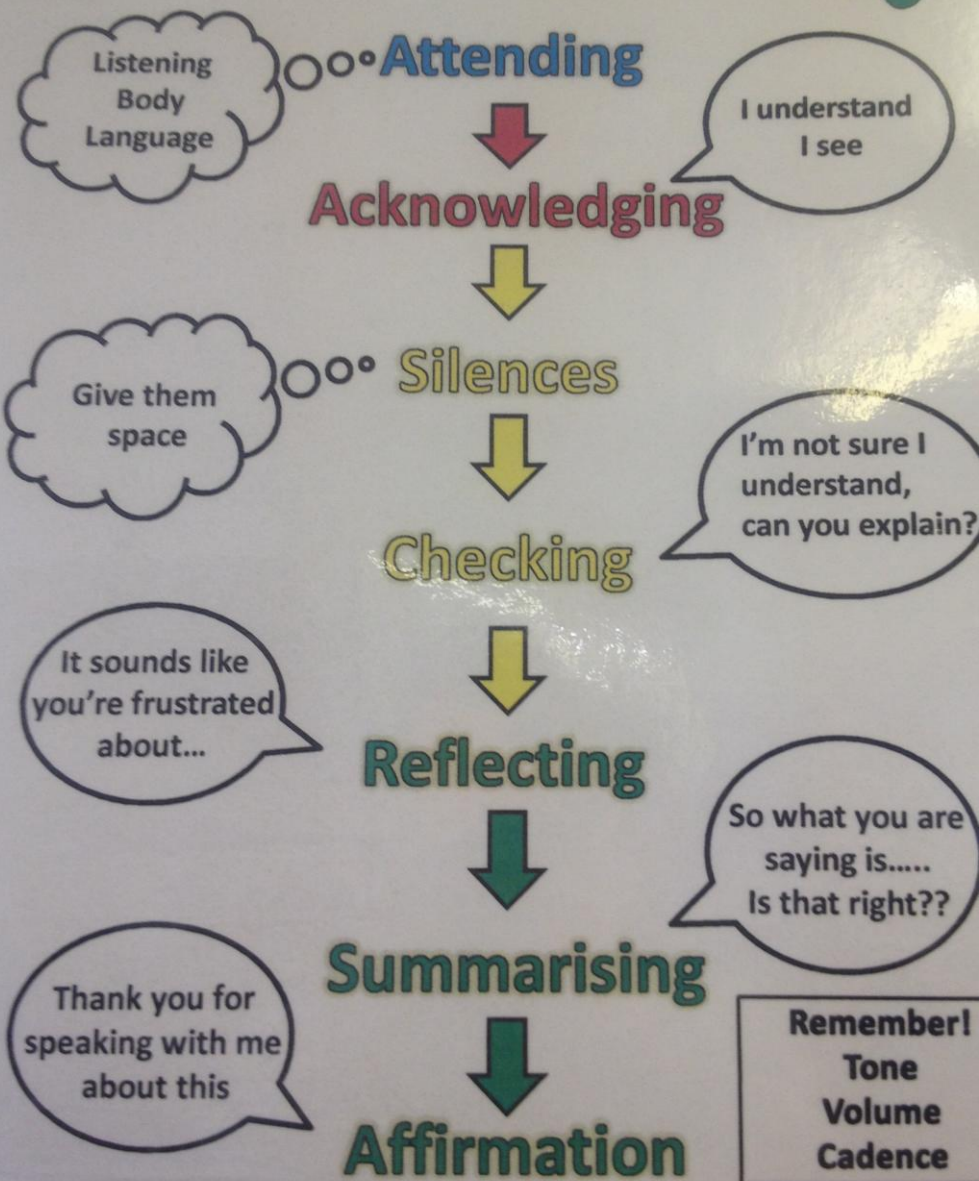 Attending
Listening
Body
Language
I understand
I see
Acknowledging
Silences
Give them
space
I'm not sure I
understand,
can you explain?
Checking
It sounds like
you're frustrated
about...
Reflecting
So what you are
saying is.....
Is that right??
Summarising
Thank you for
speaking with me
about this
Affirmation
Remember!
Tone
Volume
Cadence